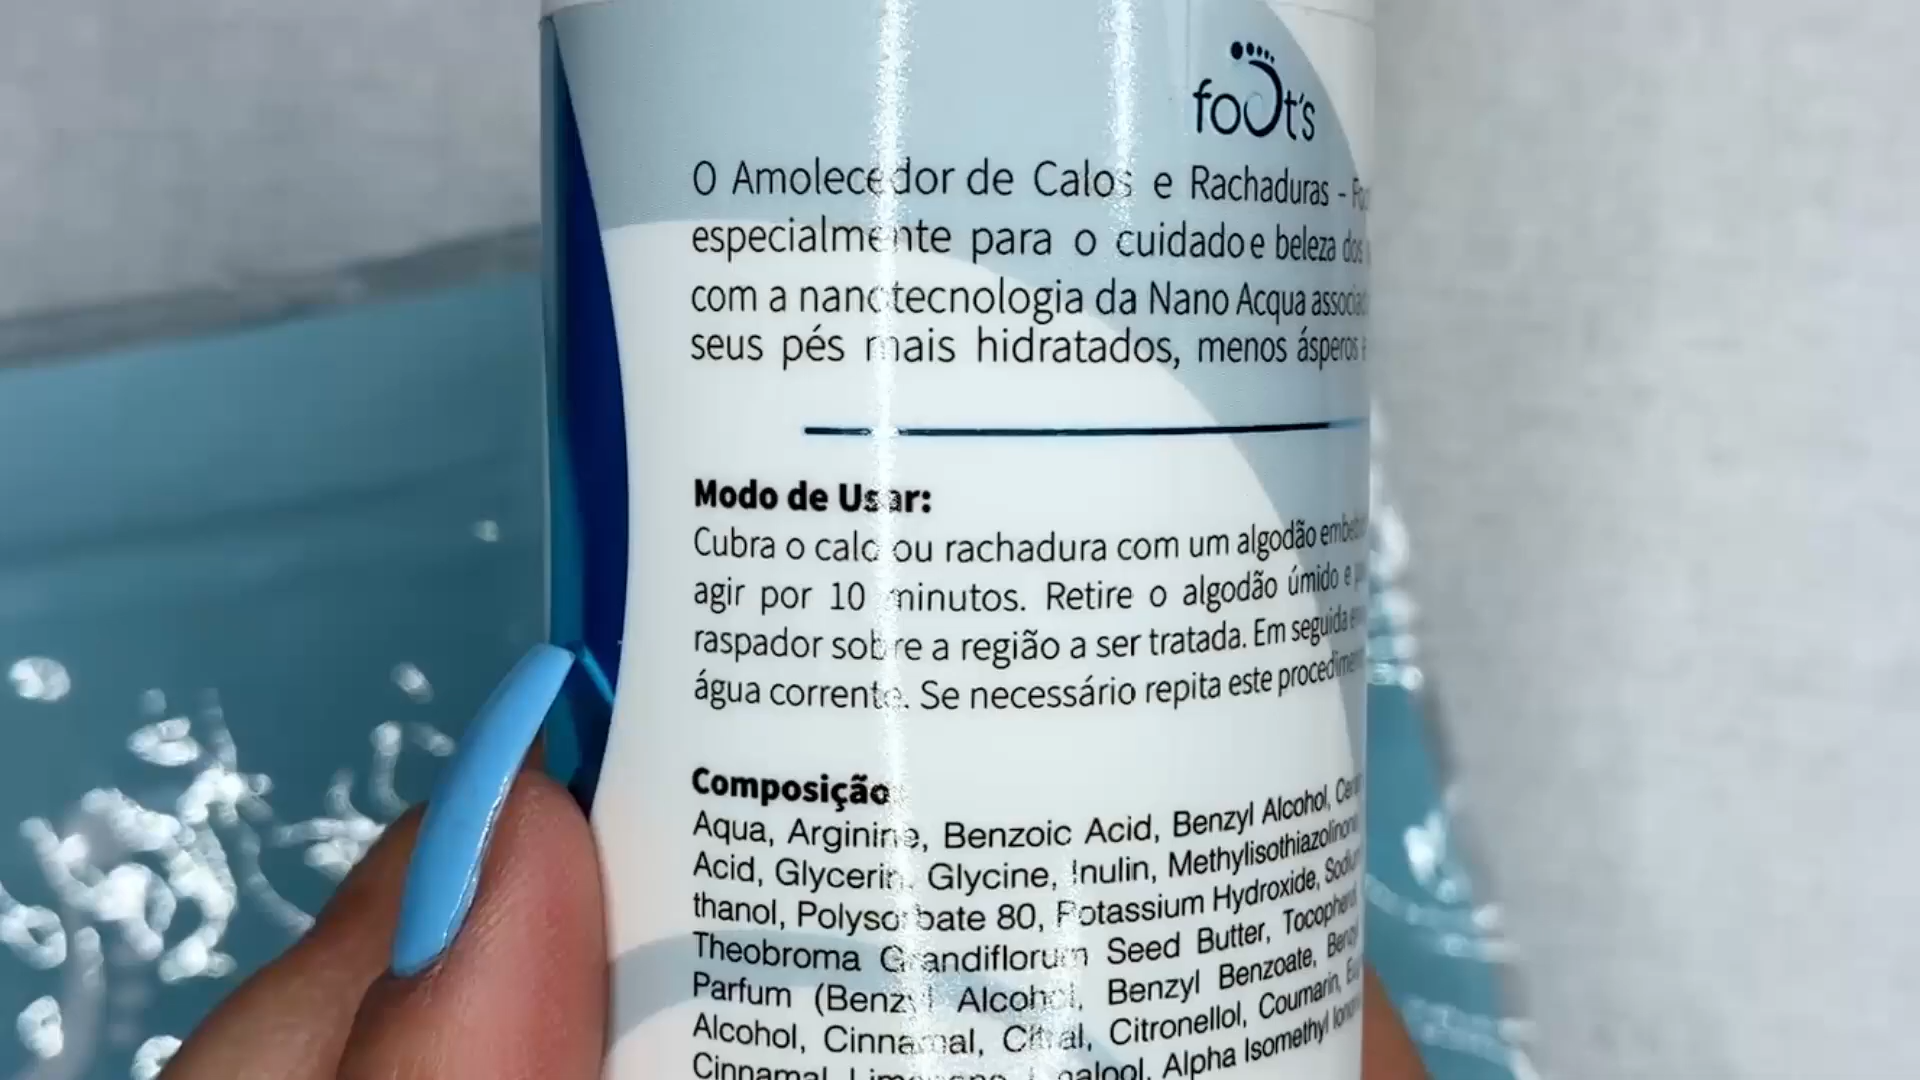 foot's
O Amolecedor de Calos e Rachaduras -
especialmente para o cuidado e beleza dos
com a nanotecnologia da Nano Acqua
seus pés mais hidratados, menos ásperos
Modo de Usar:
Cubra o calo ou rachadura com um algodão
agir por 10 minutos. Retire o algodão úmido e
raspador sobre a região a ser tratada. Em seguida
água corrente. Se necessário repita este
Composição
Aqua, Arginine, Benzoic Acid, Benzyl Alcohol,
Acid, Glycerin, Glycine, Inulin, Methylisothiazolinone
thanol, Polysorbate 80, Potassium Hydroxide,
Theobroma Grandiflorum Seed Butter,
Parfum (Benzyl Alcohol, Benzyl Benzoate,
Alcohol, Cinnamal, Citral, Citronellol, Coumarin,
Cinnamal, Alpha Isomethyl